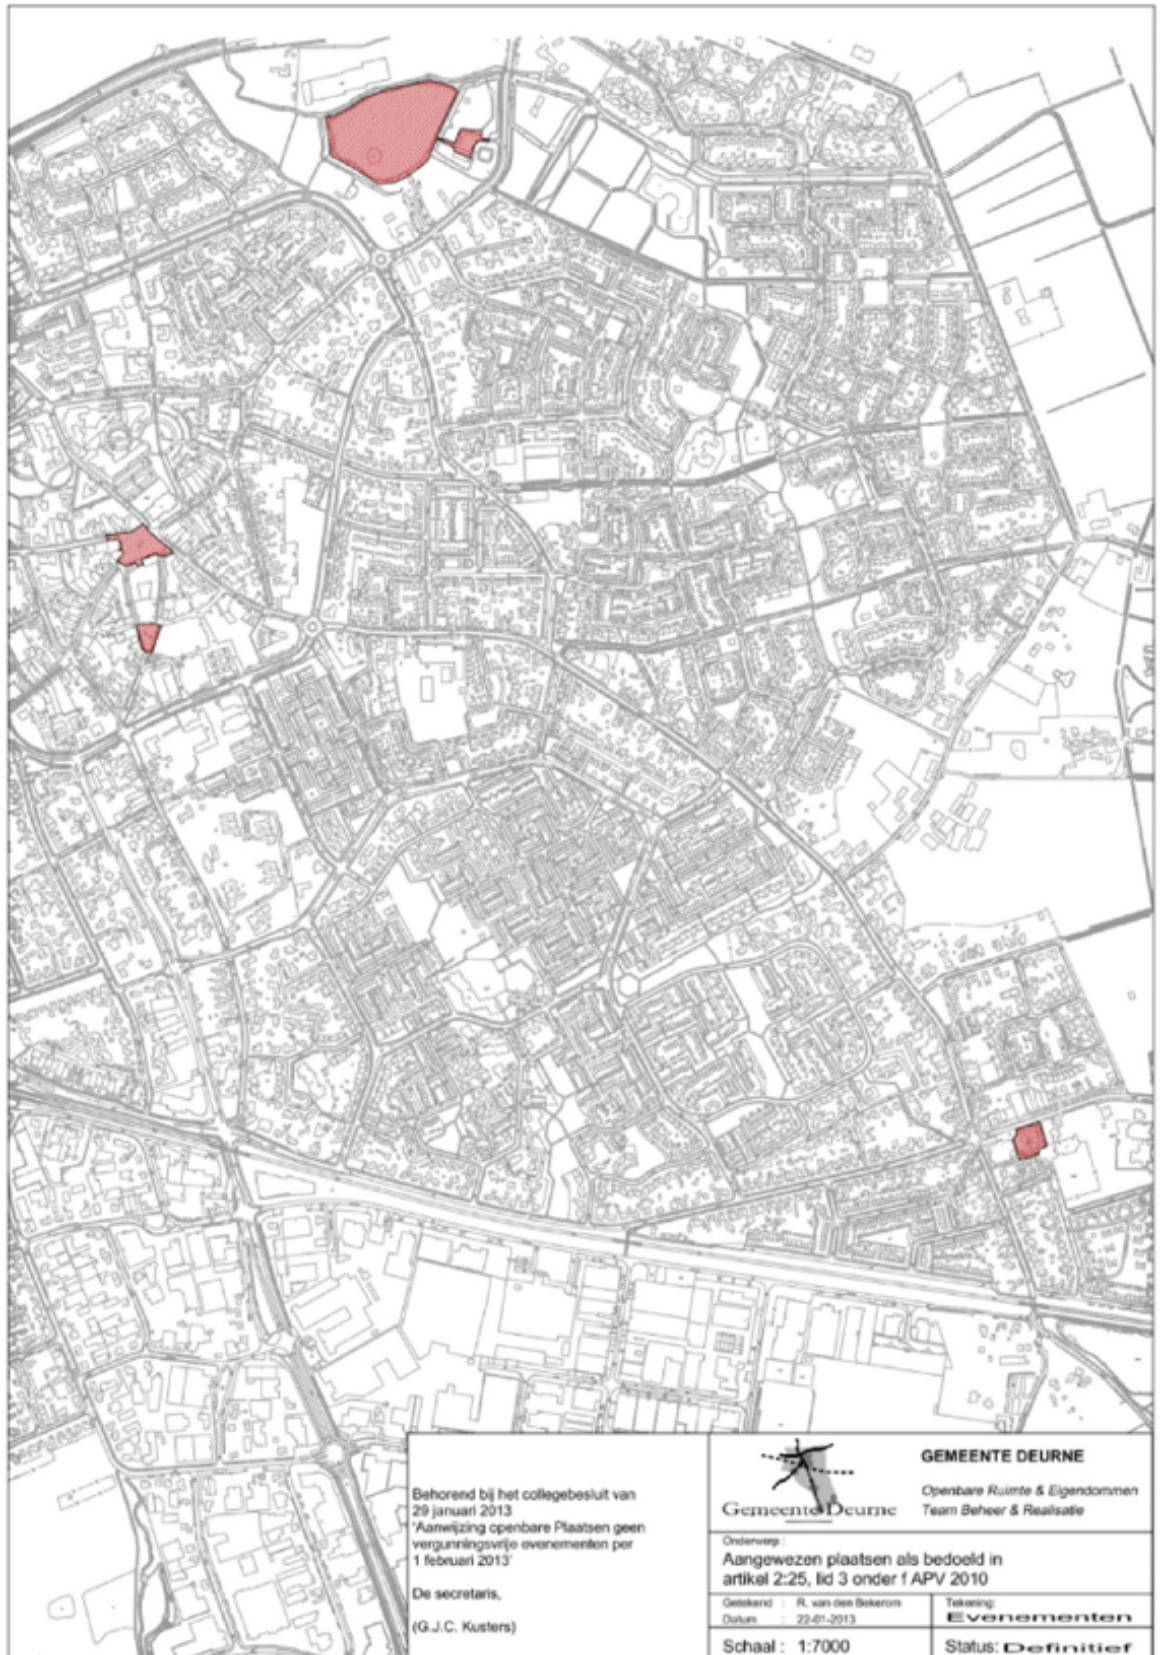 Behorend bij het collegebesluit van
29 januari 2013
'Aanwijzing openbare Plaatsen geen
vergunningsvrije evenementen per
1 februari 2013'
De secretaris,
(G.J.C. Kusters)
Gemeente Deurne
GEMEENTE DEURNE
Openbare Ruimte & Eigendommen
Team Beheer & Realisatie
Onderwerp :
Aangewezen plaatsen als bedoeld in
artikel 2:25, lid 3 onder f APV 2010
Getekend : R. van den Bekerom
Datum : 22-01-2013
Tekening:
Evenementen
Schaal : 1:7000
Status: Definitief